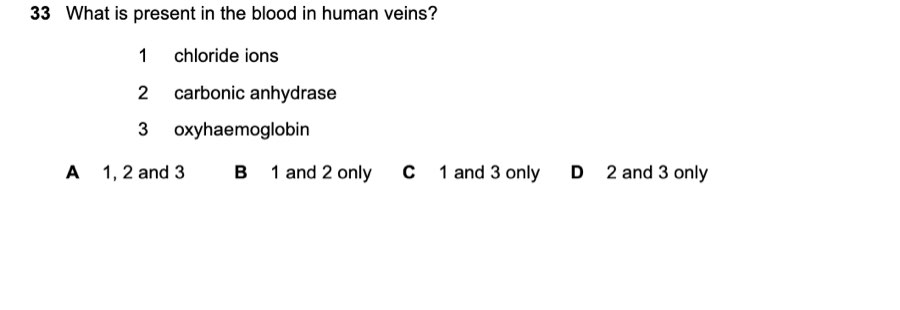 33 What is present in the blood in human veins?
1 chloride ions
2 carbonic anhydrase
3 oxyhaemoglobin
A 1, 2 and 3 B 1 and 2 only C 1 and 3 only D 2 and 3 only